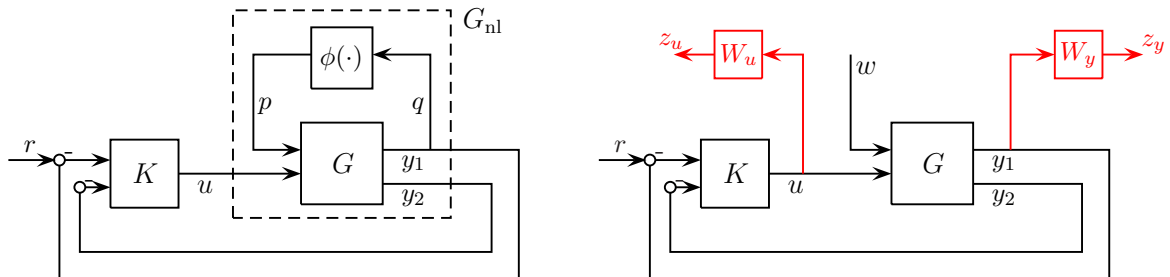 G_nl
ϕ(·)
p
q
r
-
-
K
u
G
y_1
y_2
z_u
W_u
w
W_y
z_y
r
-
-
K
u
G
y_1
y_2